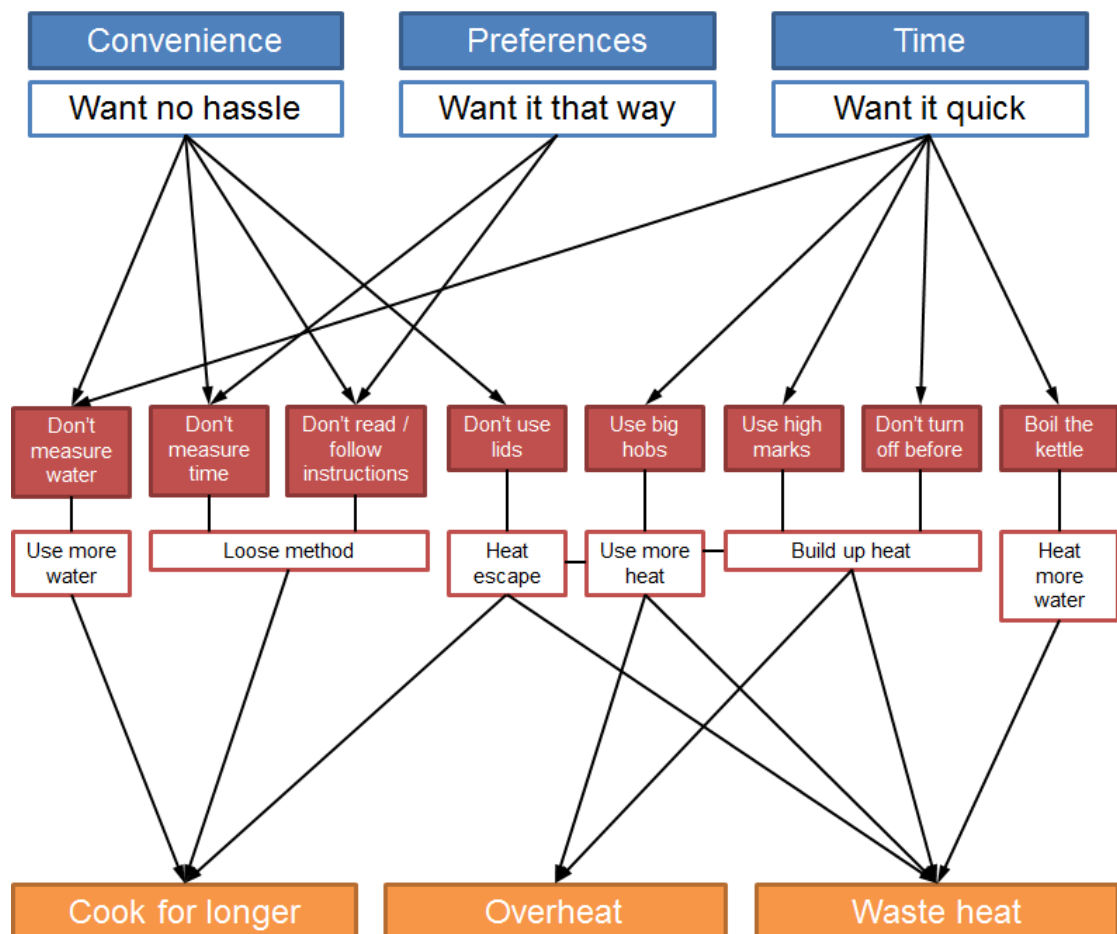 Convenience
Preferences
Time
Want no hassle
Want it that way
Want it quick
Don't
measure
water
Don't
measure
time
Don't read /
follow
instructions
Don't use
lids
Use big
hobs
Use high
marks
Don't turn
off before
Boil the
kettle
Use more
water
Loose method
Heat
escape
Use more
heat
Build up heat
Heat
more
water
Cook for longer
Overheat
Waste heat